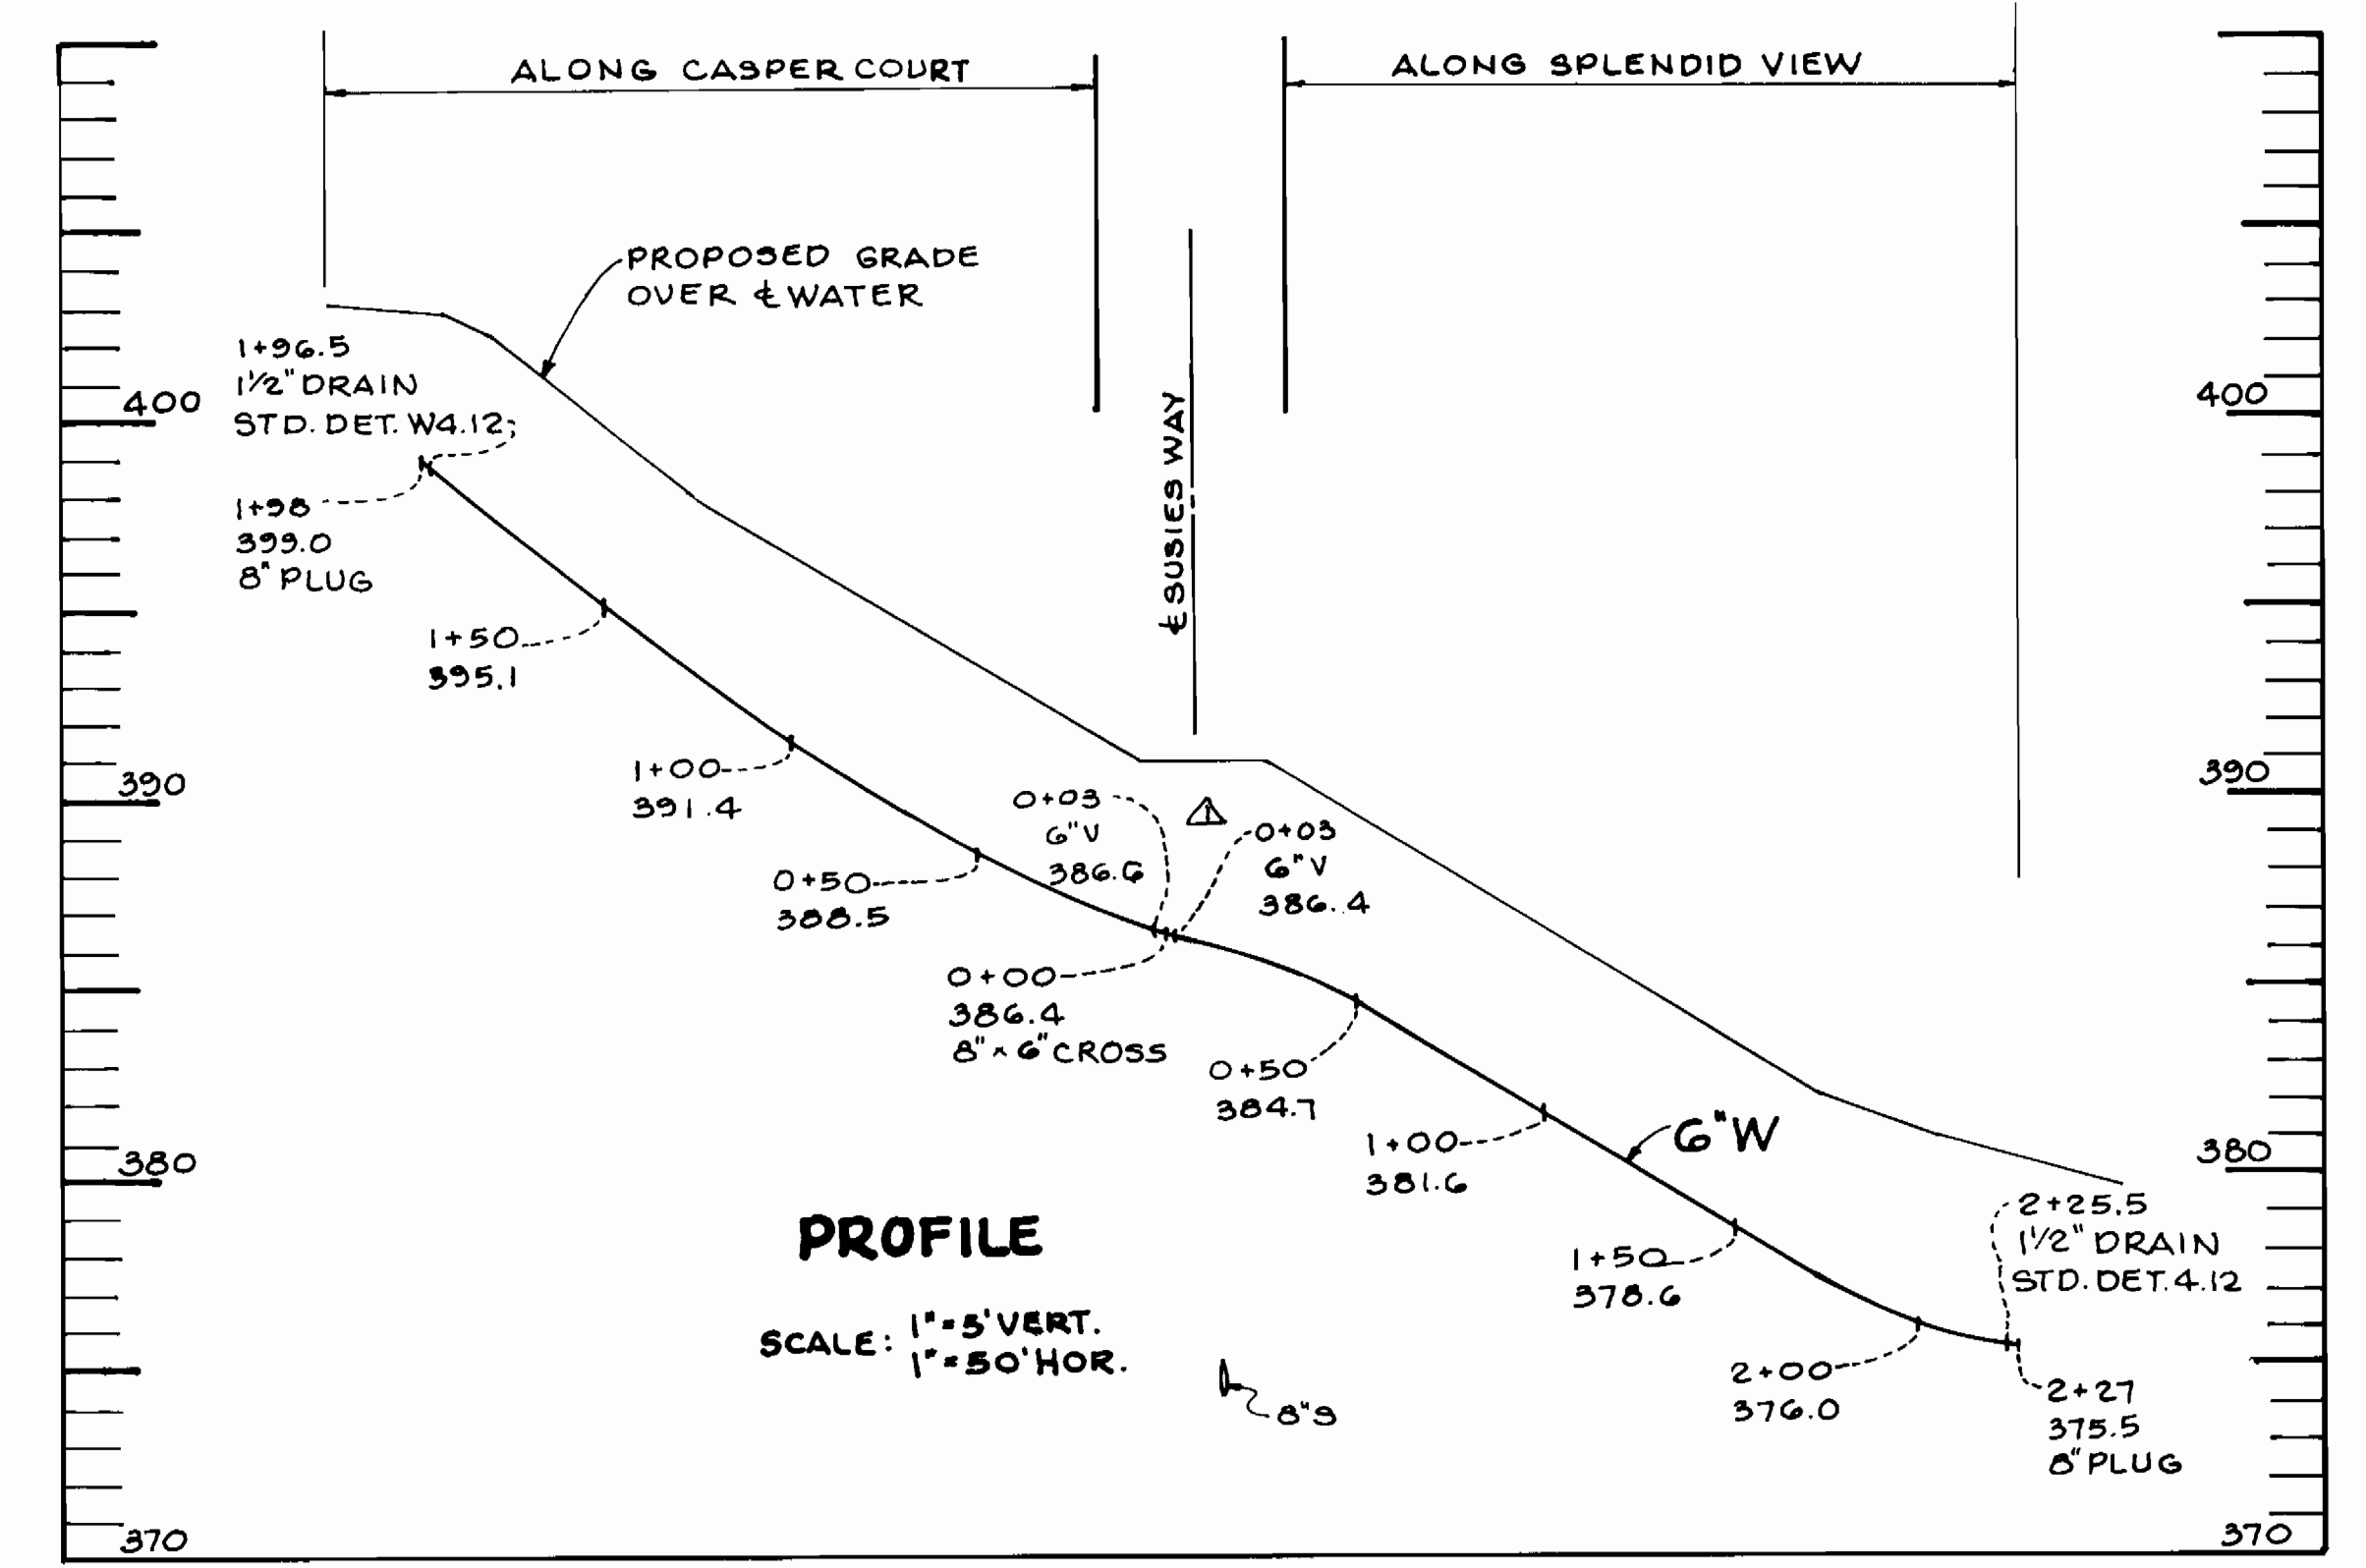 ALONG CASPER COURT
ALONG SPLENDID VIEW
PROPOSED GRADE
OVER ℄ WATER
1+96.5
1½" DRAIN
STD. DET. W4.12
400
400
℄ SUSIES WAY
1+98
399.0
8" PLUG
1+50
395.1
1+00
391.4
390
390
0+03
6"V
386.6
1
0+03
6"V
386.4
0+50
388.5
0+00
386.4
8" x 6" CROSS
0+50
384.7
1+00
381.6
6"W
380
380
PROFILE
SCALE: 1"=5' VERT.
1"=50' HOR.
1+50
378.6
2+25.5
1½" DRAIN
STD. DET. 4.12
2+00
376.0
2+27
375.5
8" PLUG
8"S
370
370